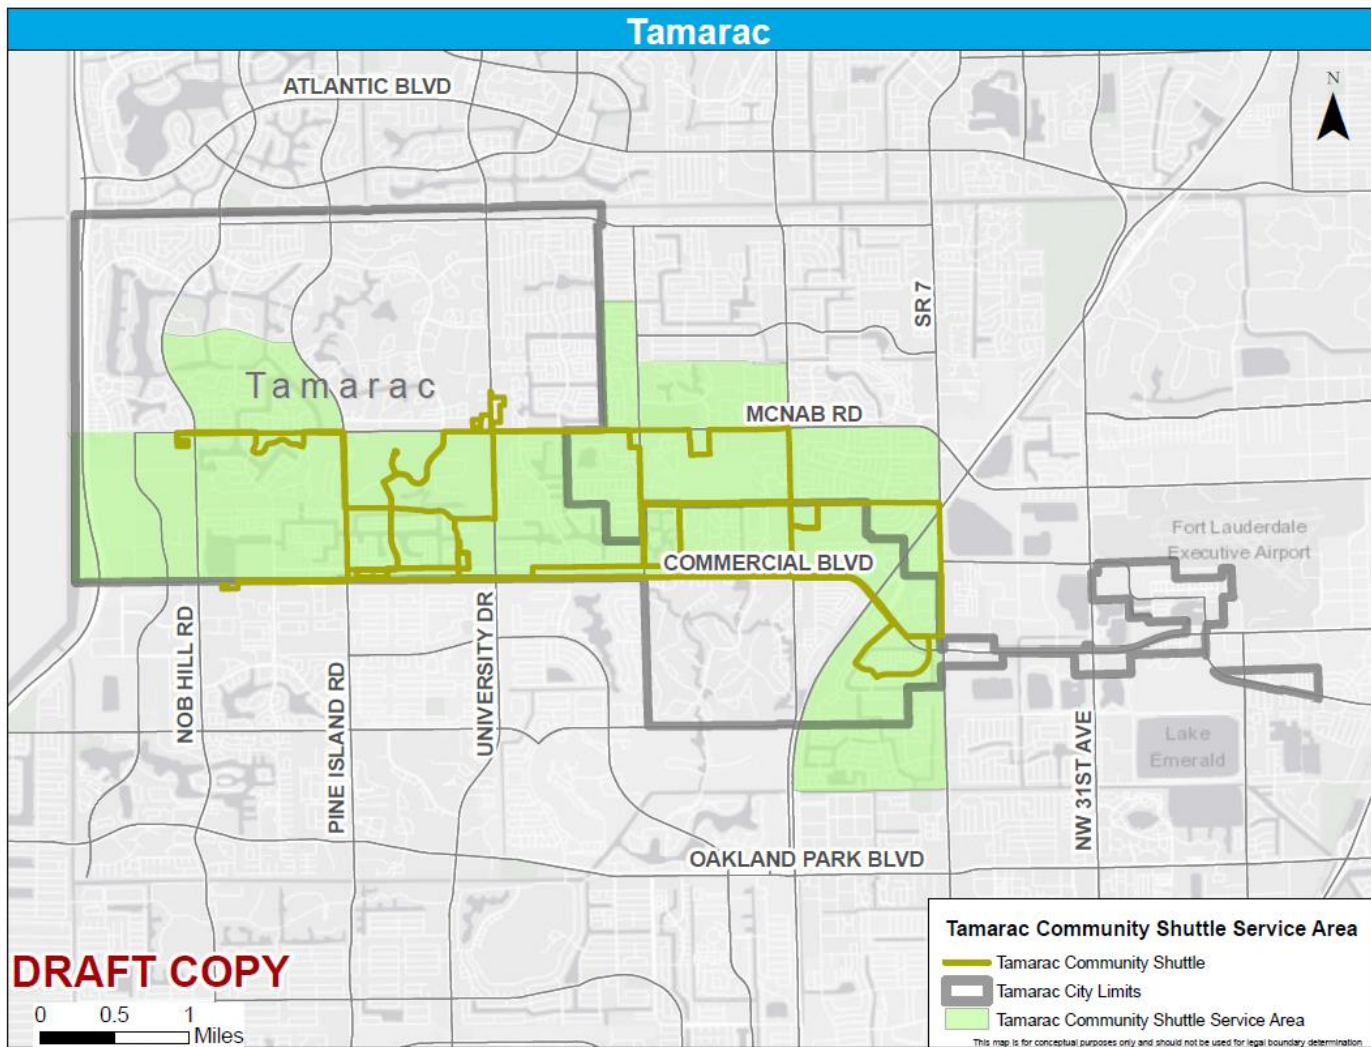 Tamarac
ATLANTIC BLVD
N
SR 7
Tamarac
MCNAB RD
Fort Lauderdale
Executive Airport
COMMERCIAL BLVD
NOB HILL RD
PINE ISLAND RD
UNIVERSITY DR
NW 31ST AVE
Lake
Emerald
OAKLAND PARK BLVD
DRAFT COPY
0 0.5 1
Miles
Tamarac Community Shuttle Service Area
Tamarac Community Shuttle
Tamarac City Limits
Tamarac Community Shuttle Service Area
This map is for conceptual purposes only and should not be used for legal boundary determination